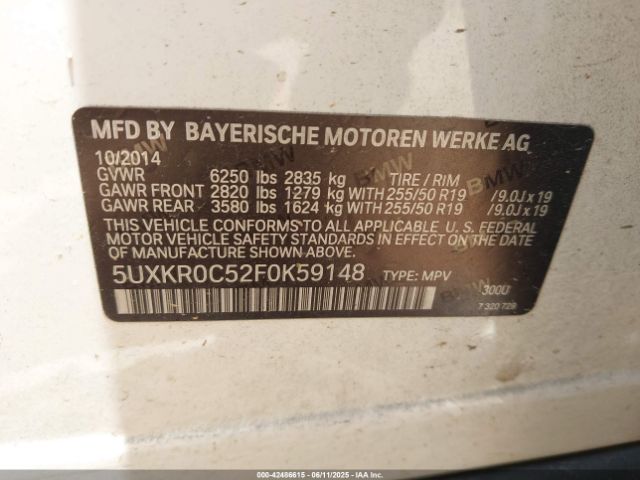 MFD BY BAYERISCHE MOTOREN WERKE AG
10/2014
GVWR 6250 lbs 2835 kg TIRE / RIM
GAWR FRONT 2820 lbs 1279 kg WITH 255/50 R19 /9.0J x 19
GAWR REAR 3580 lbs 1624 kg WITH 255/50 R19 /9.0J x 19
THIS VEHICLE CONFORMS TO ALL APPLICABLE U. S. FEDERAL
MOTOR VEHICLE SAFETY STANDARDS IN EFFECT ON THE DATE
OF MANUFACTURE SHOWN ABOVE.
5UXKR0C52F0K59148 TYPE: MPV
300U
7 320 729
000-42486615 - 06/11/2025 - IAAI.COM